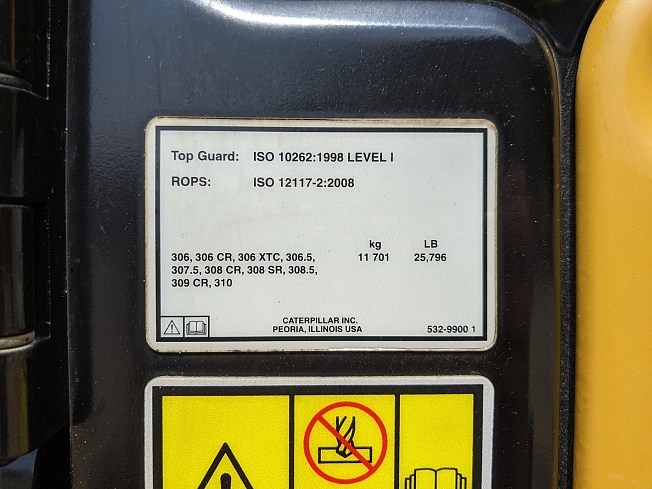 Top Guard: ISO 10262:1998 LEVEL I
ROPS: ISO 12117-2:2008
kg LB
306, 306 CR, 306 XTC, 306.5, 11 701 25,796
307.5, 308 CR, 308 SR, 308.5,
309 CR, 310
CATERPILLAR INC.
PEORIA, ILLINOIS USA 532-9900 1